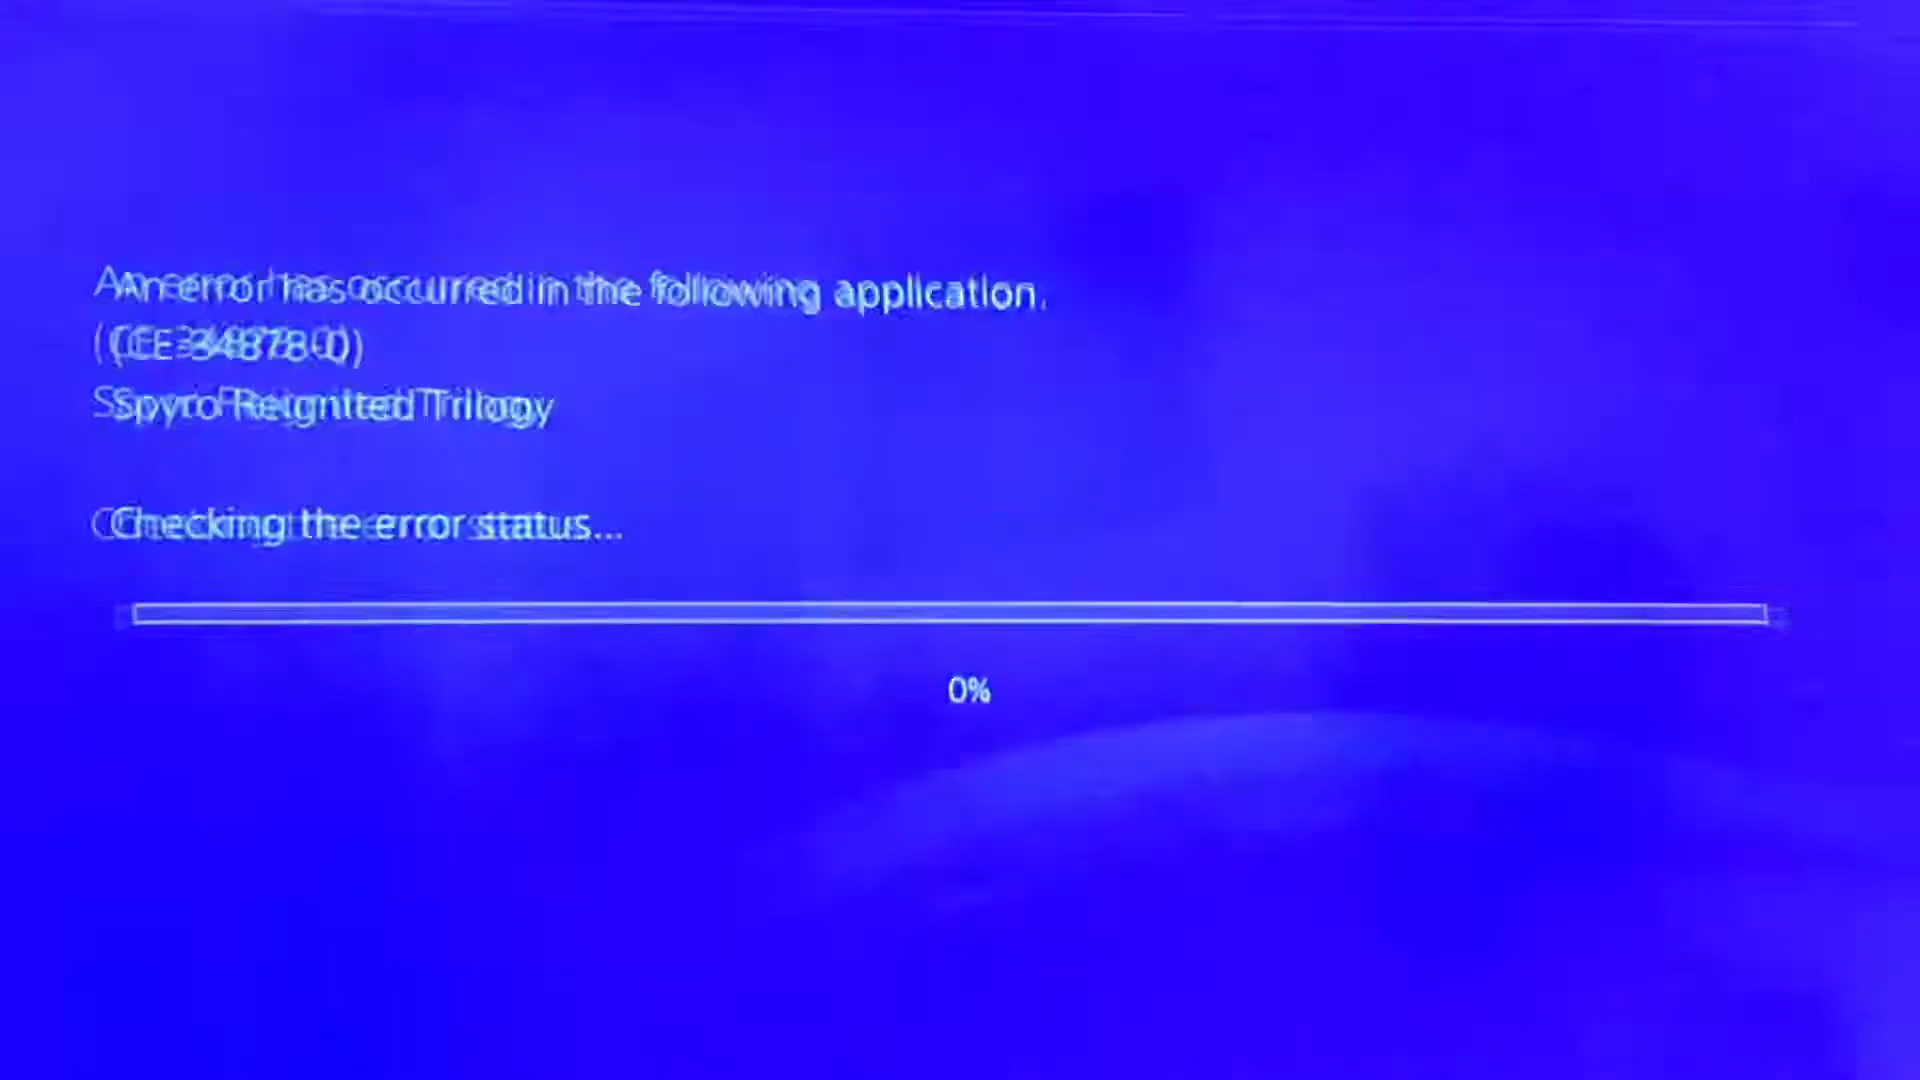 An error has occurred in the following application.
(CE-34878-0)
Spyro Reignited Trilogy
Checking the error status...
0%